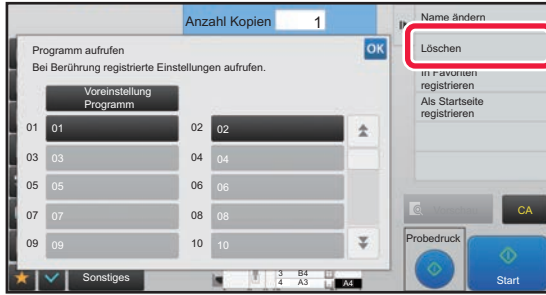 Anzahl Kopien 1
Programm aufrufen
OK
Bei Berührung registrierte Einstellungen aufrufen.
Voreinstellung
Programm
01 01 02 02
03 03 04 04
05 05 06 06
07 07 08 08
09 09 10 10
Sonstiges
3 B4
4 A3
A4
Name ändern
Löschen
In Favoriten
registrieren
Als Startseite
registrieren
CA
Probedruck
Start